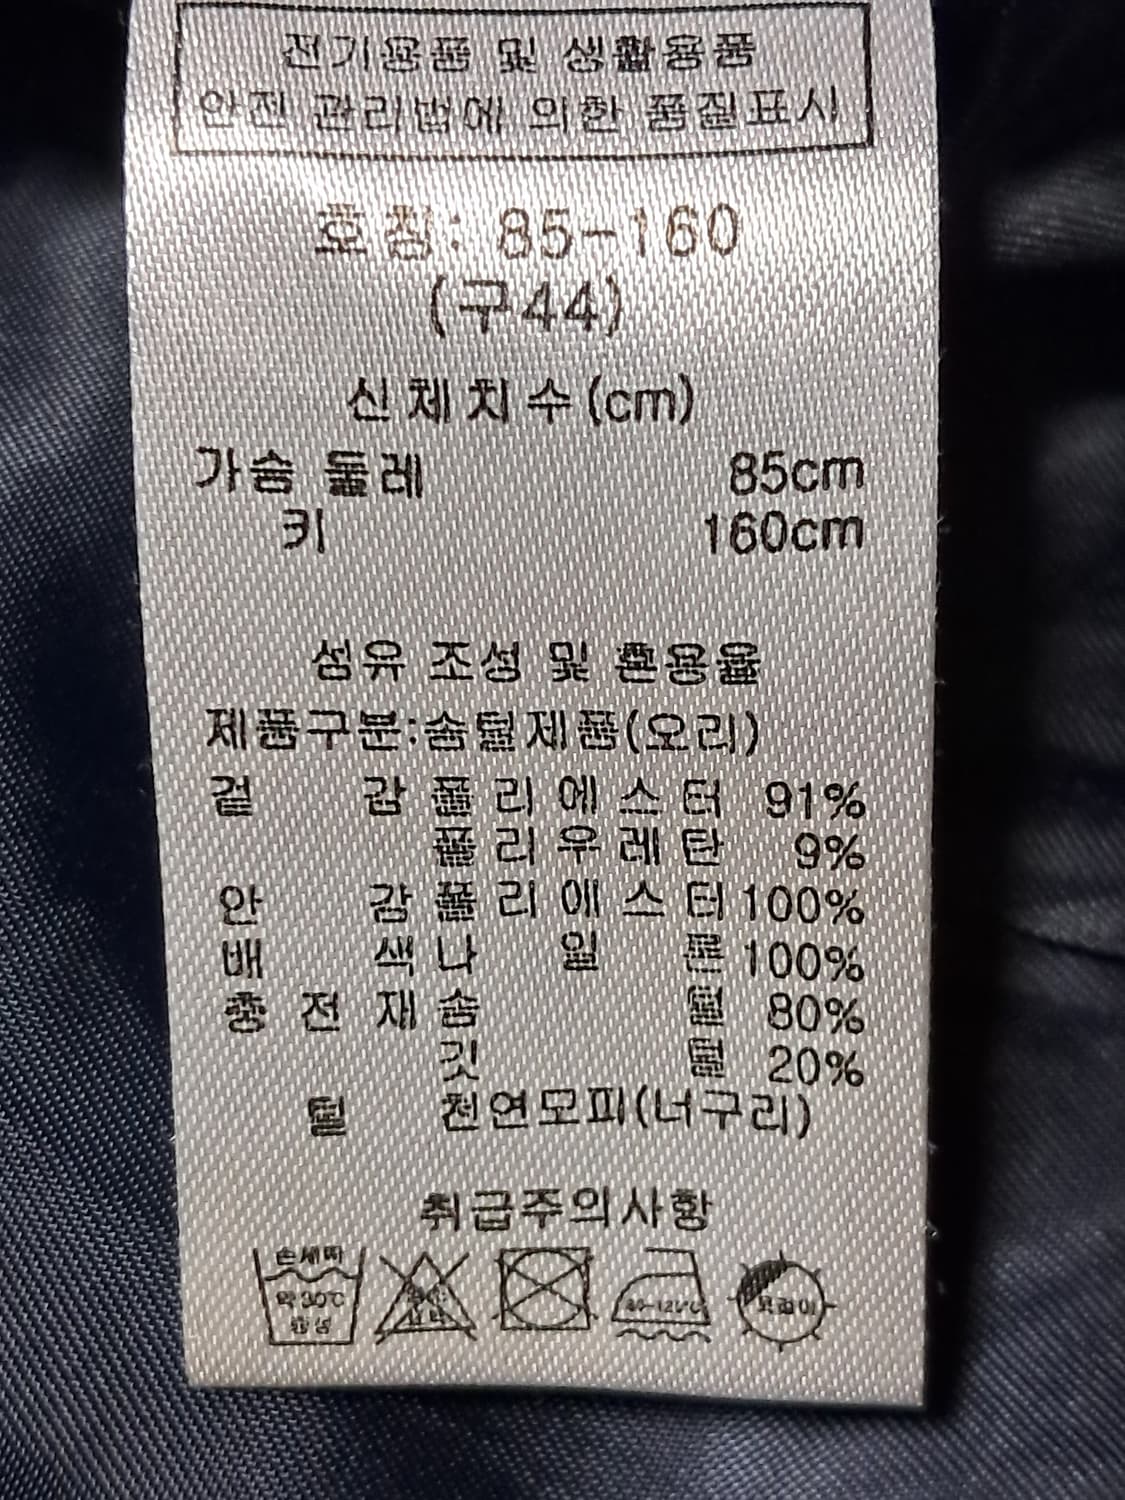 전기용품 및 생활용품
안전 관리법에 의한 품질표시
호칭: 85-160
(구44)
신체치수(cm)
가슴 둘레 85cm
키 160cm
섬유 조성 및 혼용율
제품구분:솜털제품(오리)
겉 감 폴리에스터 91%
폴리우레탄 9%
안 감 폴리에스터 100%
배 색 나일론 100%
충전재 솜털 80%
깃털 20%
털 천연모피(너구리)
취급주의사항
손세탁
약30℃
중성
80-120℃